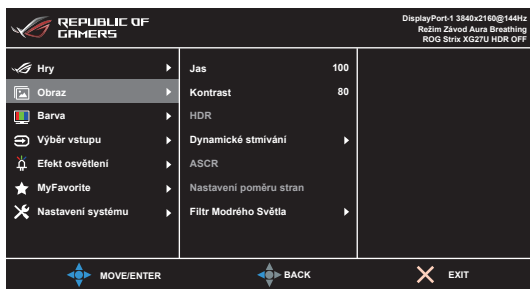 REPUBLIC OF
GAMERS
DisplayPort-1 3840x2160@144Hz
Režim Závod Aura Breathing
ROG Strix XG27U HDR OFF
Hry
Obraz
Barva
Výběr vstupu
Efekt osvětlení
MyFavorite
Nastavení systému
Jas 100
Kontrast 80
HDR
Dynamické stmívání
ASCR
Nastavení poměru stran
Filtr Modrého Světla
MOVE/ENTER
BACK
EXIT